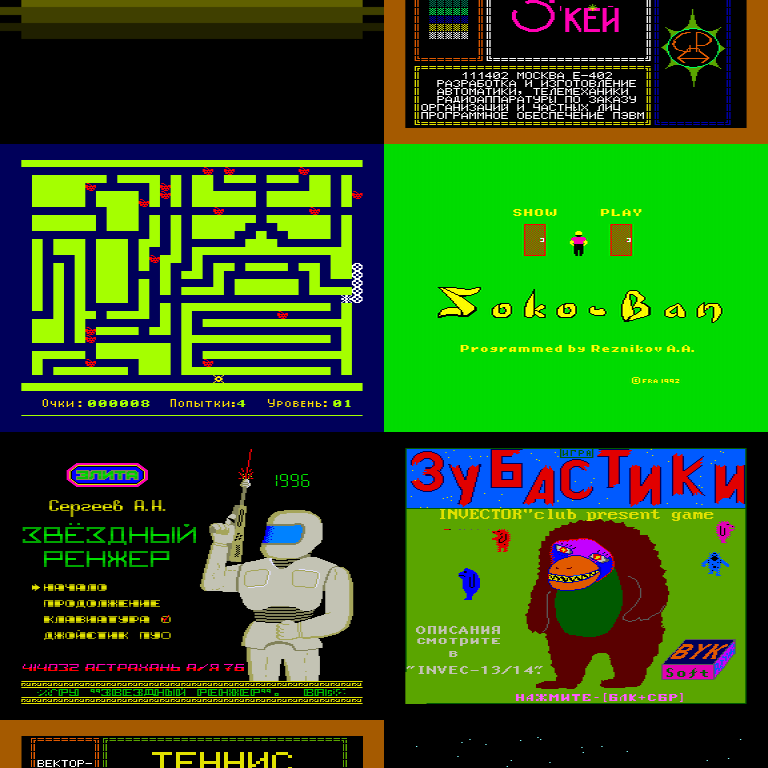 З'КЕЙ
111402 МОСКВА Е-402
РАЗРАБОТКА И ИЗГОТОВЛЕНИЕ
АВТОМАТИКИ, ТЕЛЕМЕХАНИКИ
РАДИОАППАРАТУРЫ ПО ЗАКАЗУ
ОРГАНИЗАЦИЙ И ЧАСТНЫХ ЛИЦ
ПРОГРАММНОЕ ОБЕСПЕЧЕНИЕ ПЭВМ
Очки:000008 Попытки:4 Уровень:01
SHOW PLAY
Soko-Ban
Programmed by Reznikov A.A.
© FRA 1992
ЭЛИТА
1996
Сергеев А.Н.
ЗВЁЗДНЫЙ
РЕНЖЕР
НАЧАЛО
ПРОДОЛЖЕНИЕ
КЛАВИАТУРА
ДЖОЙСТИК ПУО
414032 АСТРАХАНЬ А/Я 76
ИГРУ "ЗВЕЗДНЫЙ РЕНЖЕР".
ЗУБАСТИКИ
INVECTOR"club present game
ОПИСАНИЯ
СМОТРИТЕ
В
"INVEC-13/14"
BYK
Soft
НАЖМИТЕ-[БЛК+СБР]
ВЕКТОР-
ТЕННИС